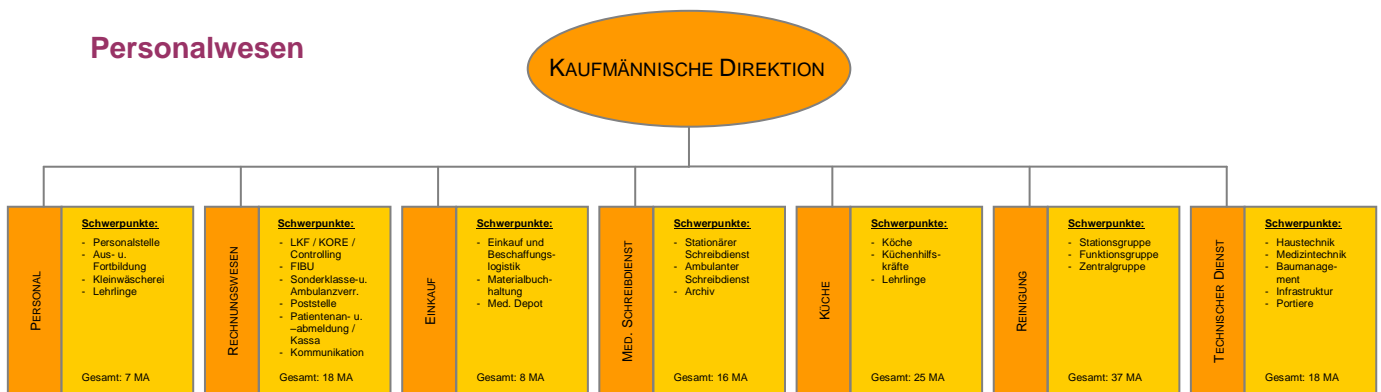 Personalwesen
KAUFMÄNNISCHE DIREKTION
PERSONAL
Schwerpunkte:
- Personalstelle
- Aus- u.
Fortbildung
- Kleinwäscherei
- Lehrlinge
Gesamt: 7 MA
RECHNUNGSWESEN
Schwerpunkte:
- LKF / KORE /
Controlling
- FIBU
- Sonderklasse-u.
Ambulanzverr.
- Poststelle
- Patientenan- u.
–abmeldung /
Kassa
- Kommunikation
Gesamt: 18 MA
EINKAUF
Schwerpunkte:
- Einkauf und
Beschaffungs-
logistik
- Materialbuch-
haltung
- Med. Depot
Gesamt: 8 MA
MED. SCHREIBDIENST
Schwerpunkte:
- Stationärer
Schreibdienst
- Ambulanter
Schreibdienst
- Archiv
Gesamt: 16 MA
KÜCHE
Schwerpunkte:
- Köche
- Küchenhilfs-
kräfte
- Lehrlinge
Gesamt: 25 MA
REINIGUNG
Schwerpunkte:
- Stationsgruppe
- Funktionsgruppe
- Zentralgruppe
Gesamt: 37 MA
TECHNISCHER DIENST
Schwerpunkte:
- Haustechnik
- Medizintechnik
- Baumanage-
ment
- Infrastruktur
- Portiere
Gesamt: 18 MA